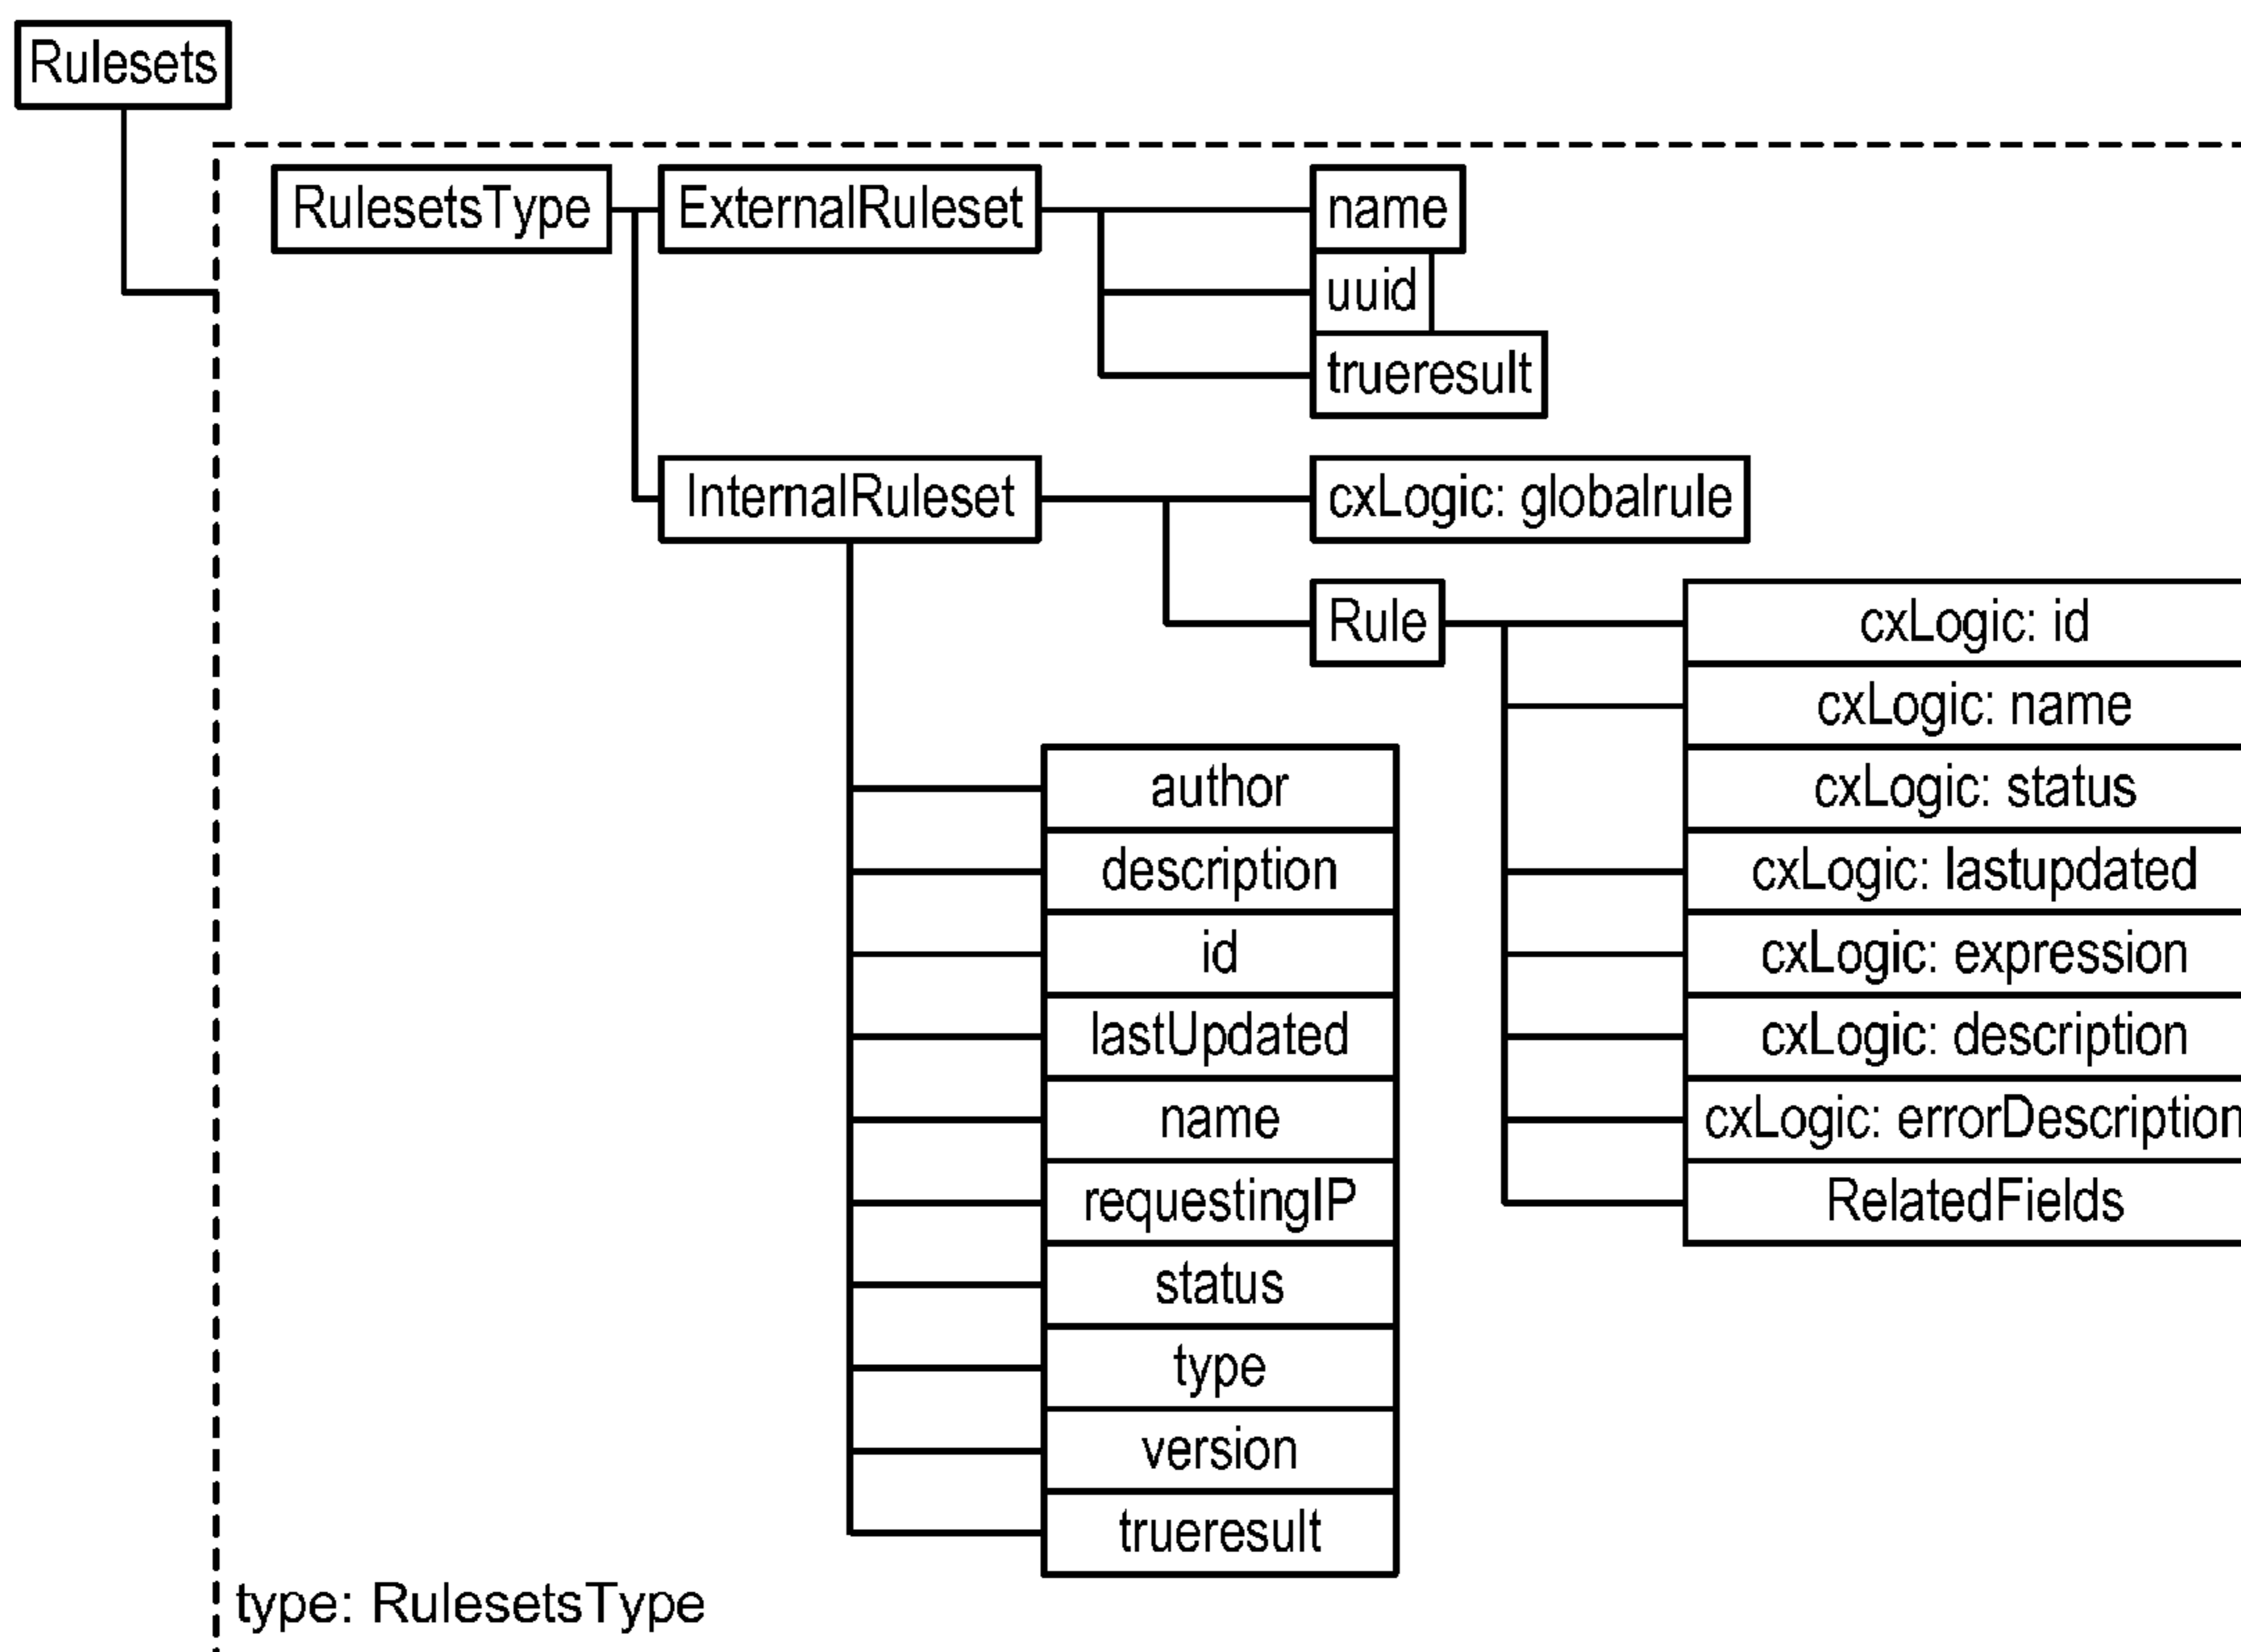 Rulesets
RulesetsType
ExternalRuleset
name
uuid
trueresult
InternalRuleset
cxLogic: globalrule
Rule
cxLogic: id
cxLogic: name
cxLogic: status
cxLogic: lastupdated
cxLogic: expression
cxLogic: description
cxLogic: errorDescription
RelatedFields
author
description
id
lastUpdated
name
requestingIP
status
type
version
trueresult
type: RulesetsType